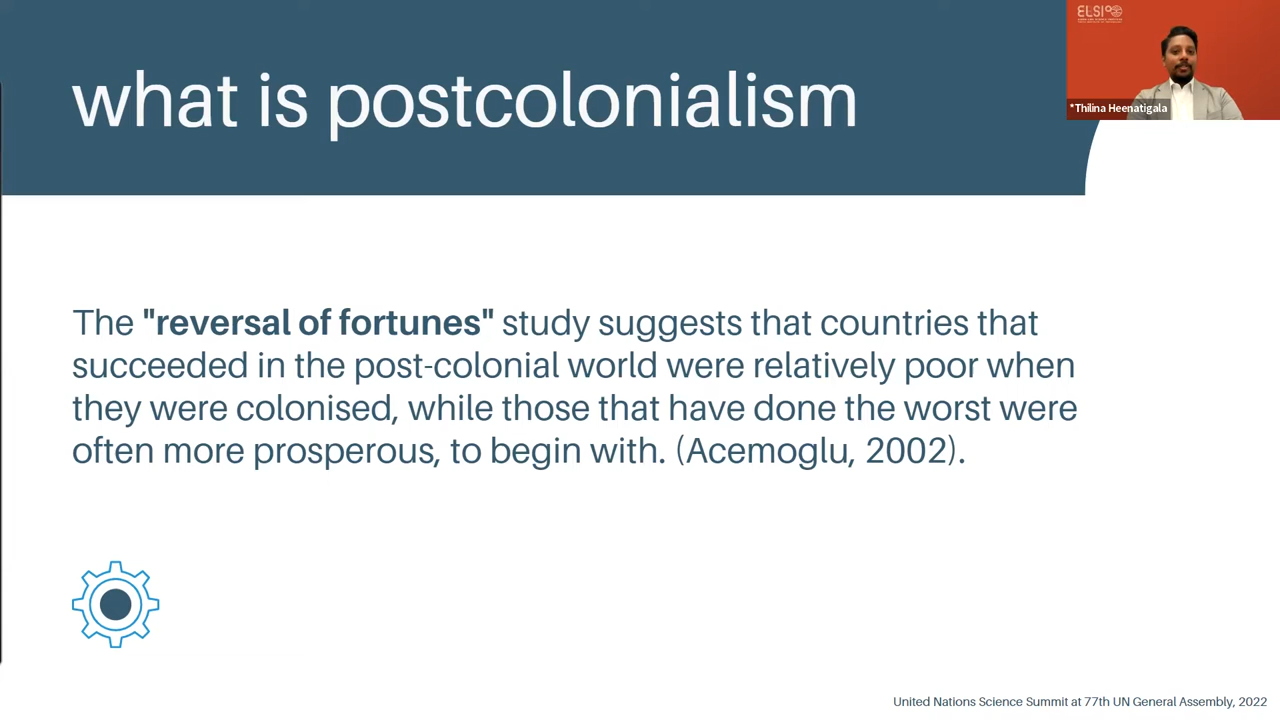 what is postcolonialism
ELSI
*Thilina Heenatigala
The "reversal of fortunes" study suggests that countries that
succeeded in the post-colonial world were relatively poor when
they were colonised, while those that have done the worst were
often more prosperous, to begin with. (Acemoglu, 2002).
United Nations Science Summit at 77th UN General Assembly, 2022